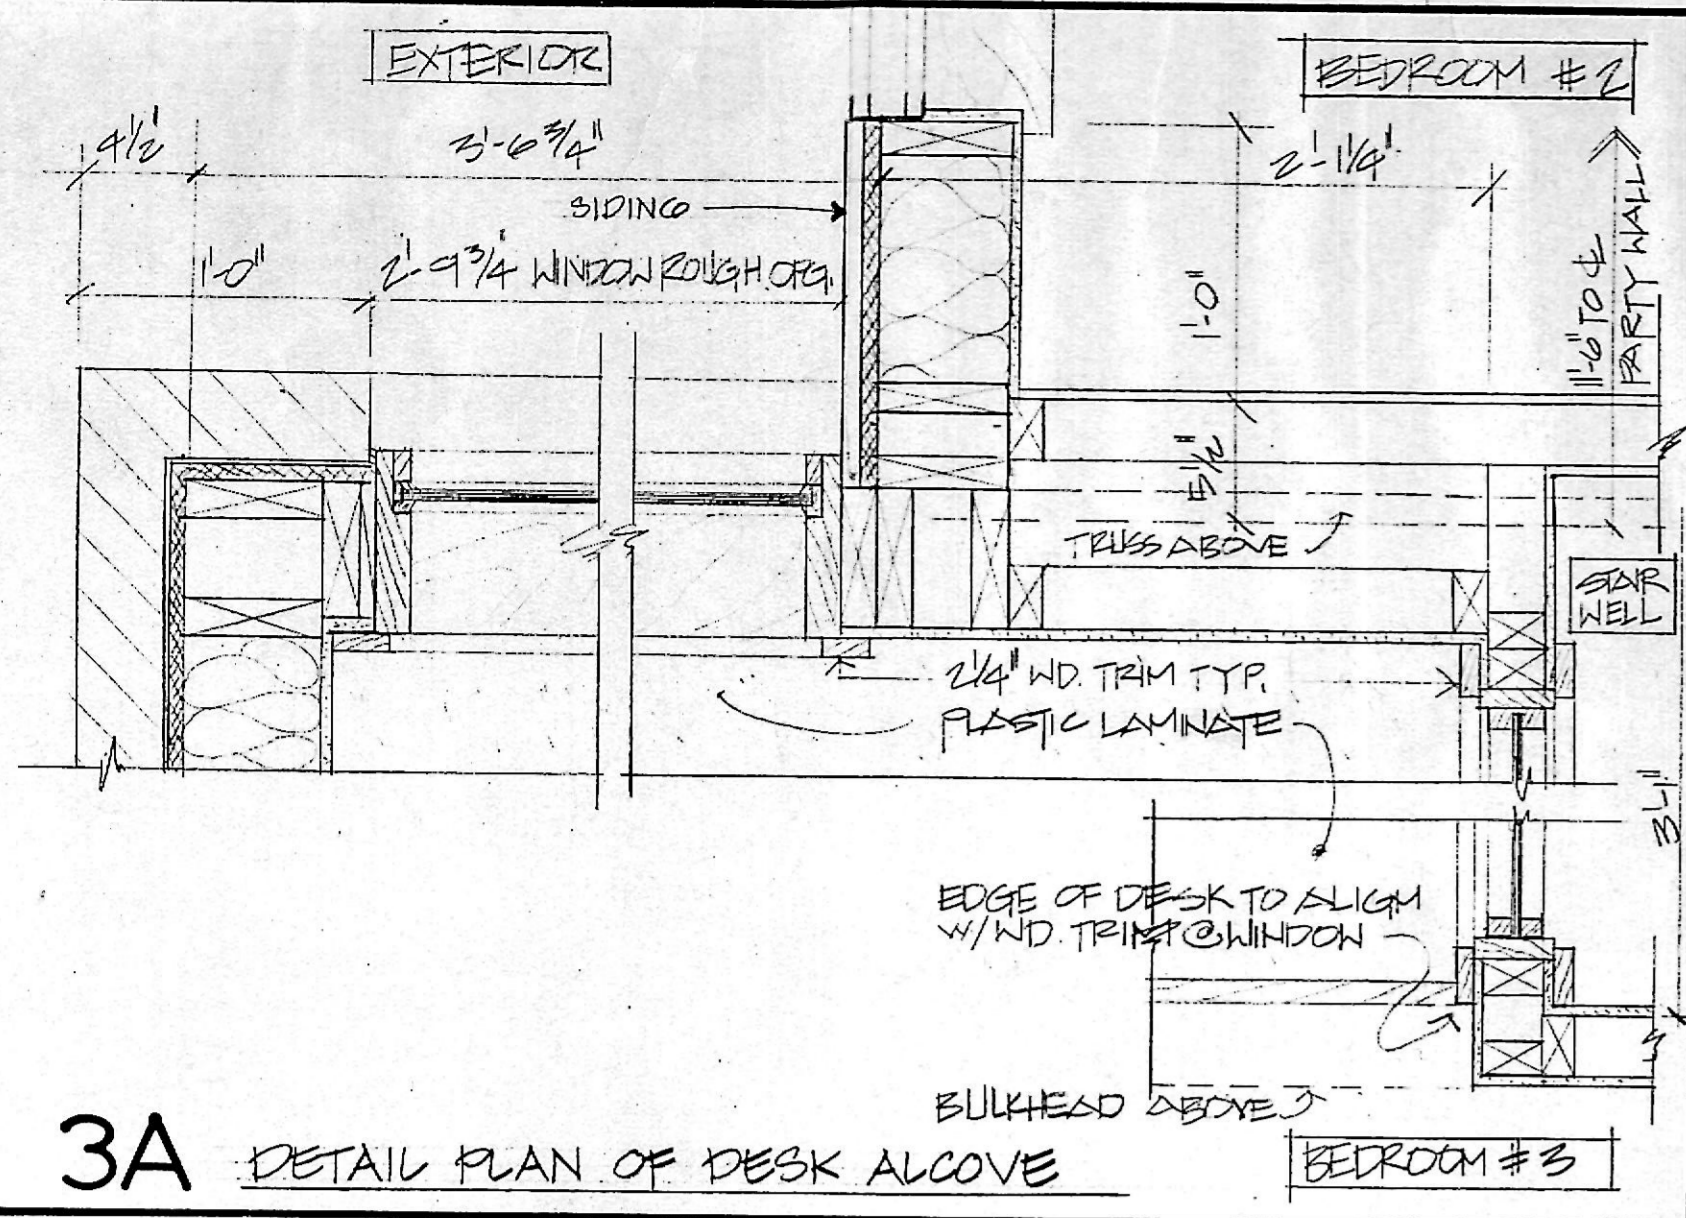 EXTERIOR
BEDROOM #2
4 1/2"
3'-6 3/4"
2'-1 1/4"
SIDING
1'-0"
2'-9 3/4 WINDOW ROUGH OPG.
1'-0"
11'-6" TO ℄
PARTY WALL
5 1/2"
TRUSS ABOVE
STAIR
WELL
2 1/4" WD. TRIM TYP.
PLASTIC LAMINATE
3'-1"
EDGE OF DESK TO ALIGN
W/WD. TRIM @ WINDOW
BULKHEAD ABOVE
3A DETAIL PLAN OF DESK ALCOVE
BEDROOM #3